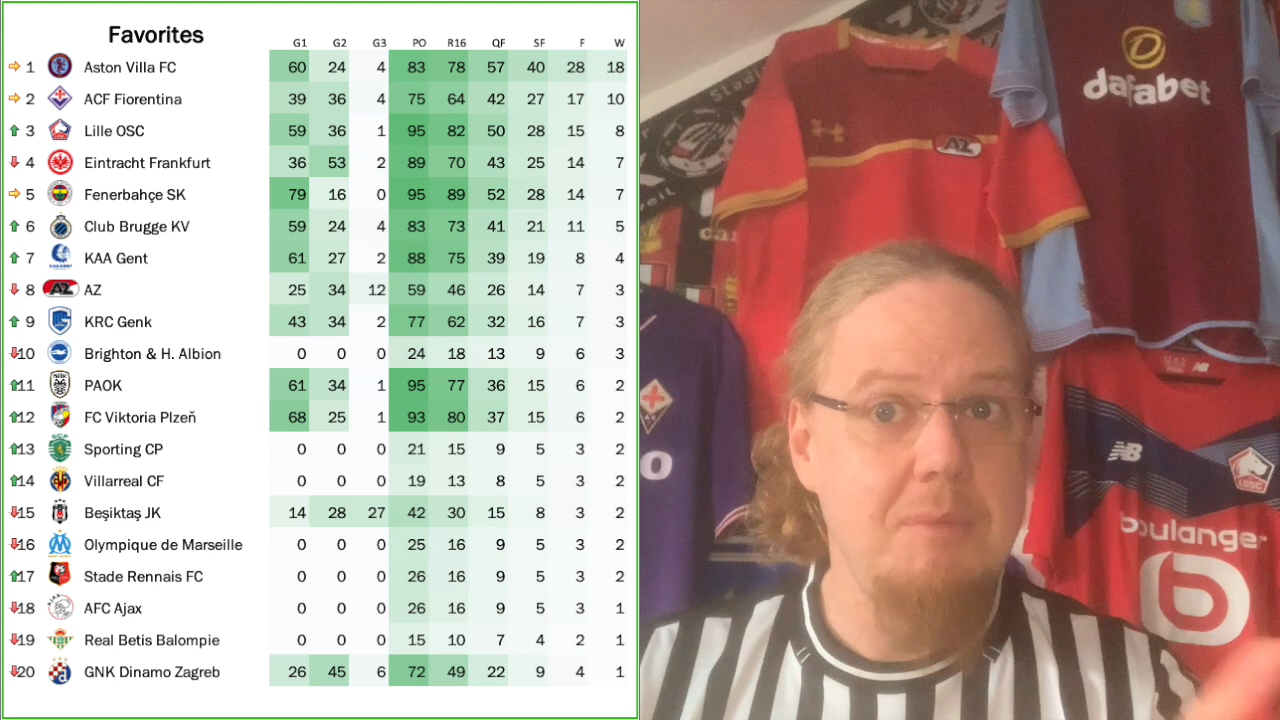 Favorites
G1 G2 G3 PO R16 QF SF F W
1 Aston Villa FC 60 24 4 83 78 57 40 28 18
2 ACF Fiorentina 39 36 4 75 64 42 27 17 10
3 Lille OSC 59 36 1 95 82 50 28 15 8
4 Eintracht Frankfurt 36 53 2 89 70 43 25 14 7
5 Fenerbahçe SK 79 16 0 95 89 52 28 14 7
6 Club Brugge KV 59 24 4 83 73 41 21 11 5
7 KAA Gent 61 27 2 88 75 39 19 8 4
8 AZ AZ 25 34 12 59 46 26 14 7 3
9 KRC Genk 43 34 2 77 62 32 16 7 3
10 Brighton & H. Albion 0 0 0 24 18 13 9 6 3
11 PAOK 61 34 1 95 77 36 15 6 2
12 FC Viktoria Plzeň 68 25 1 93 80 37 15 6 2
13 Sporting CP 0 0 0 21 15 9 5 3 2
14 Villarreal CF 0 0 0 19 13 8 5 3 2
15 Beşiktaş JK 14 28 27 42 30 15 8 3 2
16 Olympique de Marseille 0 0 0 25 16 9 5 3 2
17 Stade Rennais FC 0 0 0 26 16 9 5 3 2
18 AFC Ajax 0 0 0 26 16 9 5 3 1
19 Real Betis Balompie 0 0 0 15 10 7 4 2 1
20 GNK Dinamo Zagreb 26 45 6 72 49 22 9 4 1
dafabet
AZ
NB
LOSC
boulanger